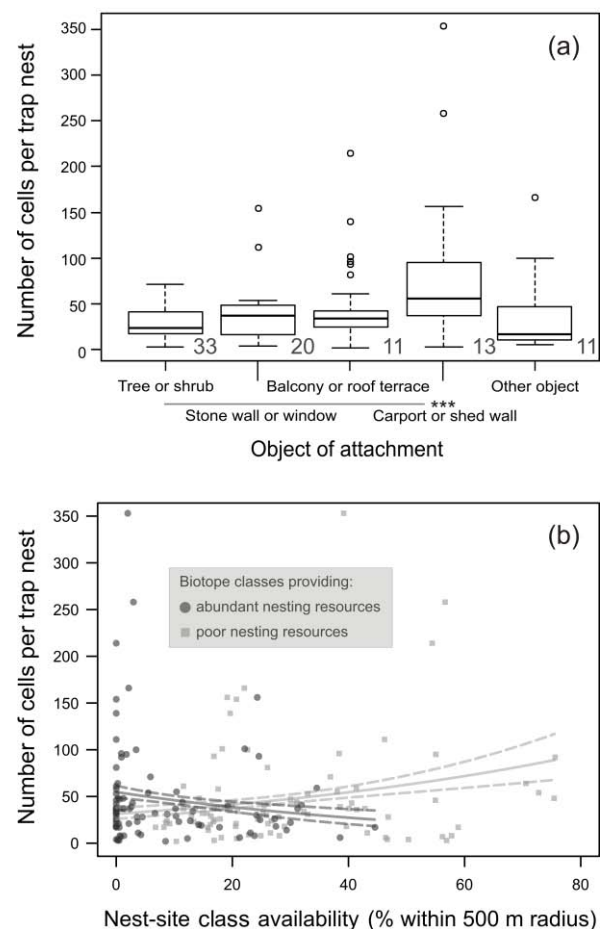 (a)
Number of cells per trap nest
350
300
250
200
150
100
50
0
33 20 11 13 11
Tree or shrub Balcony or roof terrace Other object
***
Stone wall or window Carport or shed wall
Object of attachment
(b)
Number of cells per trap nest
350
300
250
200
150
100
50
0
Biotope classes providing:
abundant nesting resources
poor nesting resources
0 20 40 60 80
Nest-site class availability (% within 500 m radius)